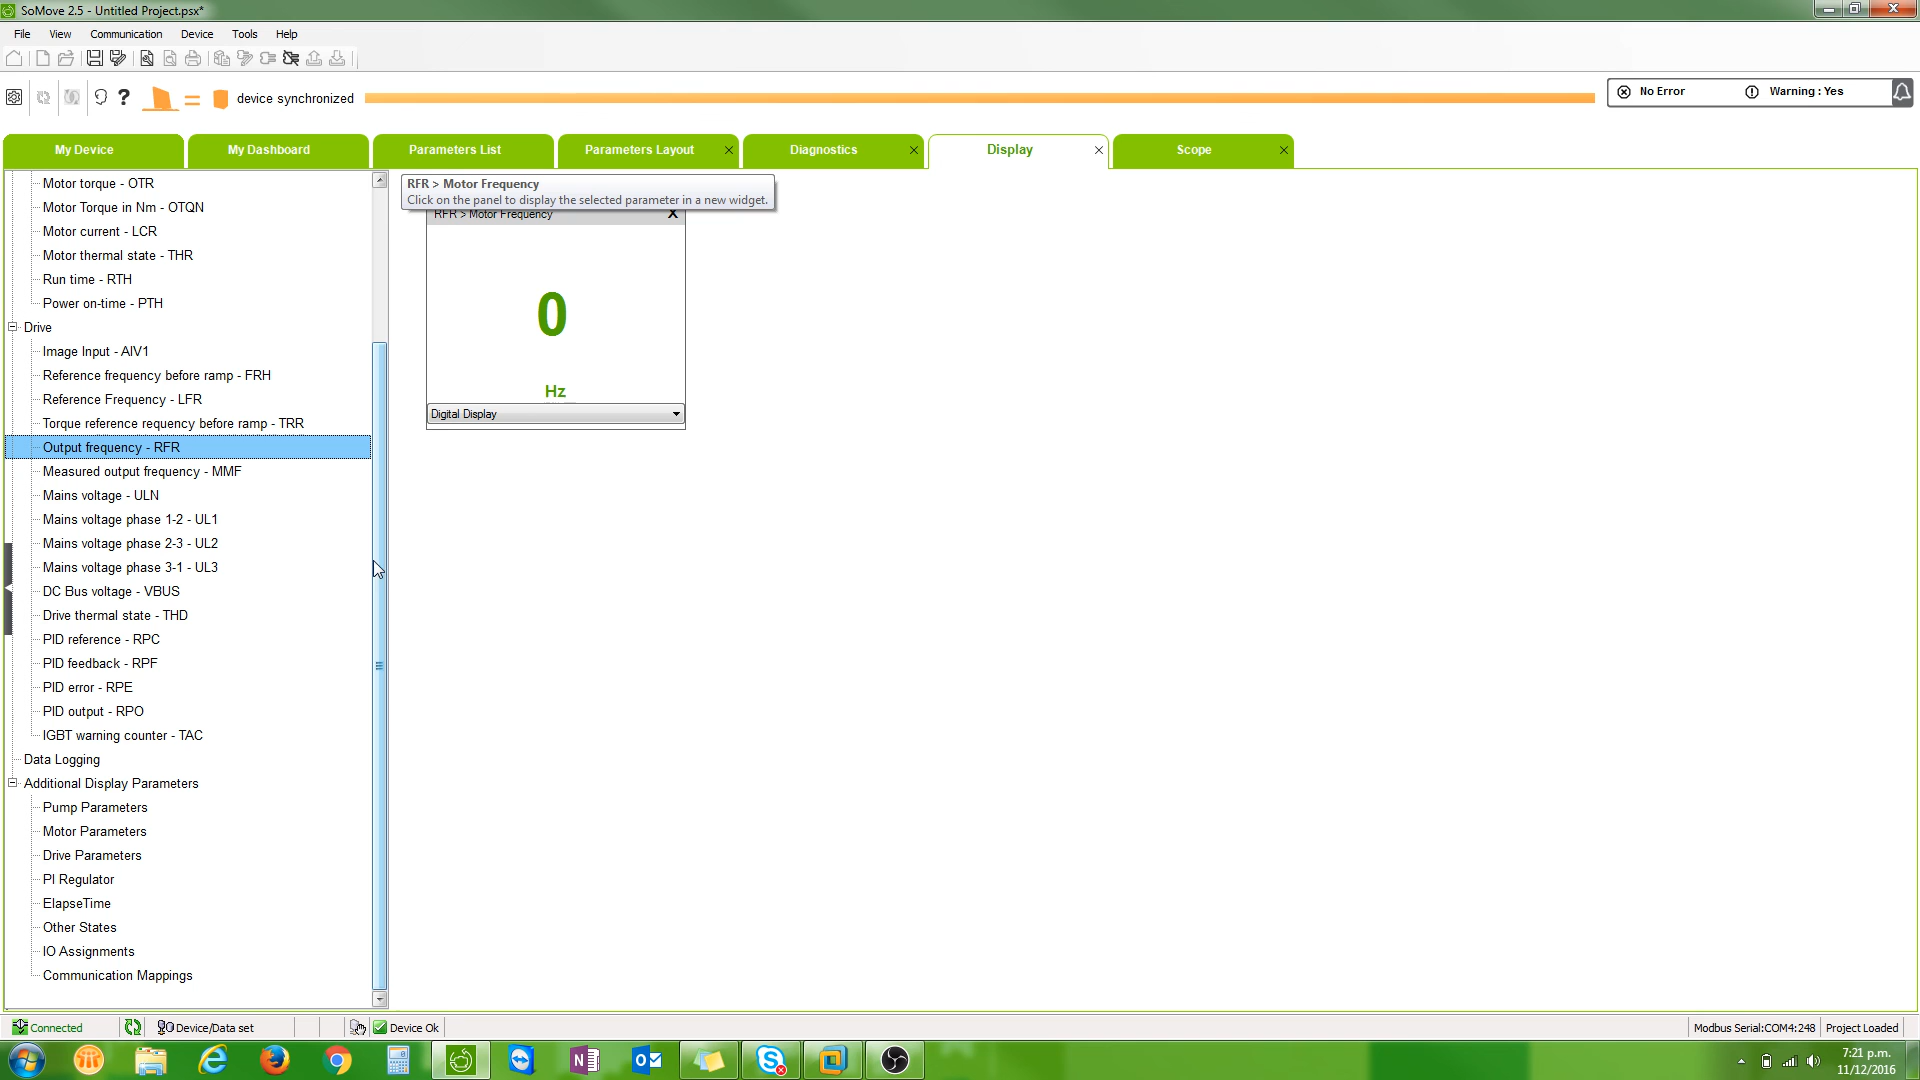 SoMove 2.5 - Untitled Project.psx*
File View Communication Device Tools Help
? device synchronized
No Error Warning : Yes
My Device My Dashboard Parameters List Parameters Layout Diagnostics Display Scope
Motor torque - OTR
Motor Torque in Nm - OTQN
Motor current - LCR
Motor thermal state - THR
Run time - RTH
Power on-time - PTH
Drive
Image Input - AIV1
Reference frequency before ramp - FRH
Reference Frequency - LFR
Torque reference requency before ramp - TRR
Output frequency - RFR
Measured output frequency - MMF
Mains voltage - ULN
Mains voltage phase 1-2 - UL1
Mains voltage phase 2-3 - UL2
Mains voltage phase 3-1 - UL3
DC Bus voltage - VBUS
Drive thermal state - THD
PID reference - RPC
PID feedback - RPF
PID error - RPE
PID output - RPO
IGBT warning counter - TAC
Data Logging
Additional Display Parameters
Pump Parameters
Motor Parameters
Drive Parameters
PI Regulator
ElapseTime
Other States
IO Assignments
Communication Mappings
RFR > Motor Frequency
Click on the panel to display the selected parameter in a new widget.
RFR > Motor Frequency X
0
Hz
Digital Display
Connected Device/Data set Device Ok
Modbus Serial:COM4:248 Project Loaded
7:21 p.m.
11/12/2016